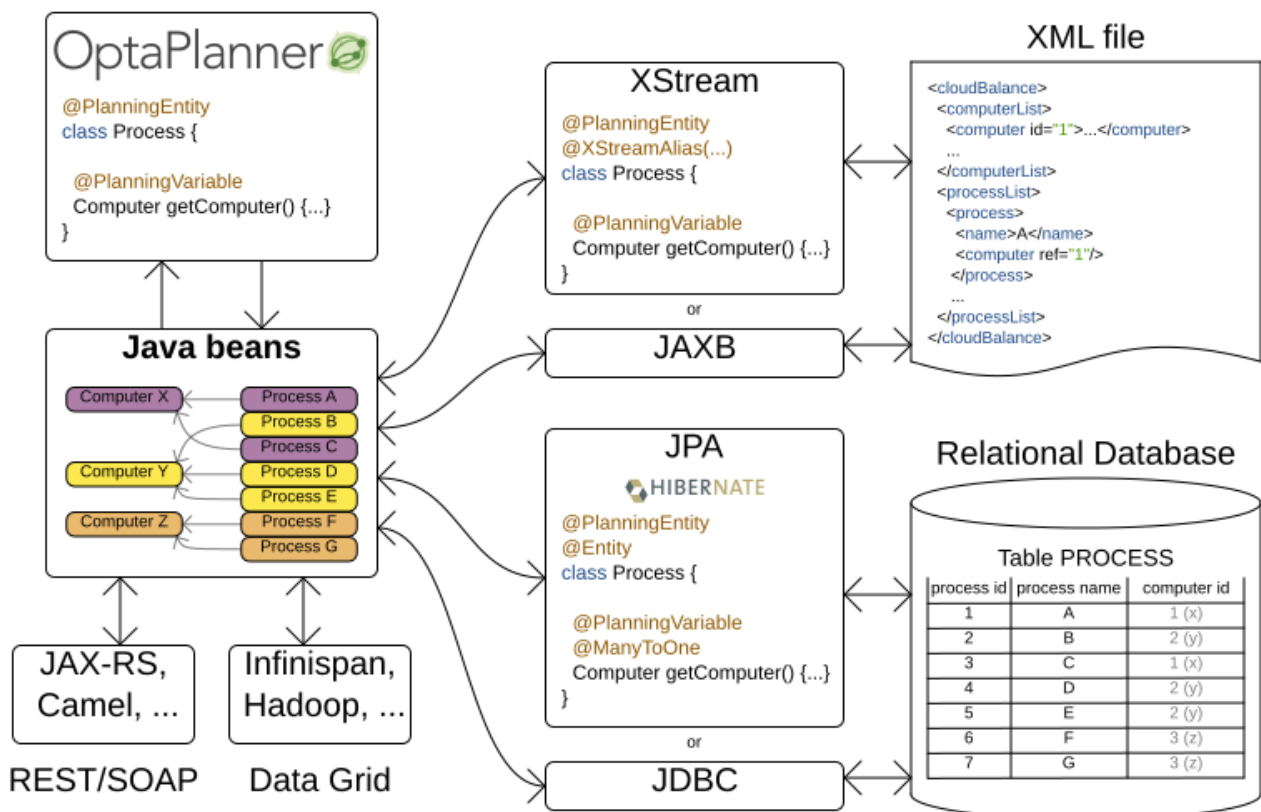 OptaPlanner
@PlanningEntity
class Process {
@PlanningVariable
Computer getComputer() {...}
}
Java beans
Computer X
Process A
Process B
Process C
Computer Y
Process D
Process E
Computer Z
Process F
Process G
JAX-RS,
Camel, ...
REST/SOAP
Infinispan,
Hadoop, ...
Data Grid
XStream
@PlanningEntity
@XStreamAlias(...)
class Process {
@PlanningVariable
Computer getComputer() {...}
}
or
JAXB
JPA
HIBERNATE
@PlanningEntity
@Entity
class Process {
@PlanningVariable
@ManyToOne
Computer getComputer() {...}
}
or
JDBC
XML file
<cloudBalance>
<computerList>
<computer id="1">...</computer>
...
</computerList>
<processList>
<process>
<name>A</name>
<computer ref="1"/>
</process>
...
</processList>
</cloudBalance>
Relational Database
Table PROCESS
process id process name computer id
1 A 1 (x)
2 B 2 (y)
3 C 1 (x)
4 D 2 (y)
5 E 2 (y)
6 F 3 (z)
7 G 3 (z)